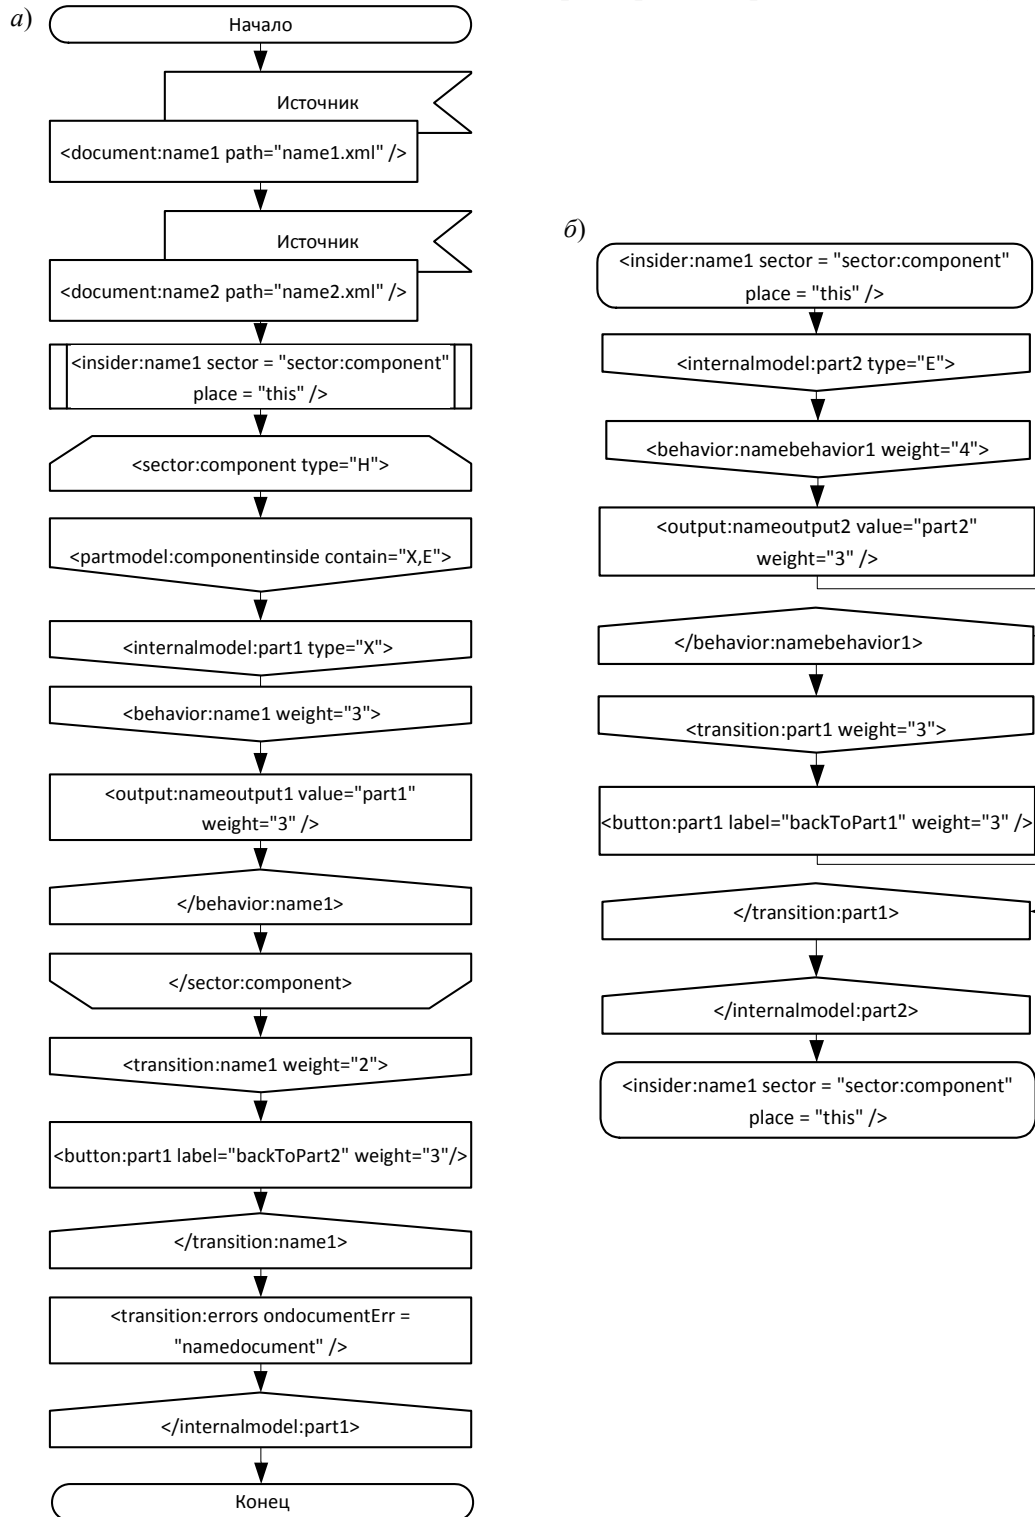 а)
Начало
Источник
<document:name1 path="name1.xml" />
Источник
<document:name2 path="name2.xml" />
<insider:name1 sector = "sector:component"
place = "this" />
<sector:component type="H">
<partmodel:componentinside contain="X,E">
<internalmodel:part1 type="X">
<behavior:name1 weight="3">
<output:nameoutput1 value="part1"
weight="3" />
</behavior:name1>
</sector:component>
<transition:name1 weight="2">
<button:part1 label="backToPart2" weight="3"/>
</transition:name1>
<transition:errors ondocumentErr =
"namedocument" />
</internalmodel:part1>
Конец
б)
<insider:name1 sector = "sector:component"
place = "this" />
<internalmodel:part2 type="E">
<behavior:namebehavior1 weight="4">
<output:nameoutput2 value="part2"
weight="3" />
</behavior:namebehavior1>
<transition:part1 weight="3">
<button:part1 label="backToPart1" weight="3" />
</transition:part1>
</internalmodel:part2>
<insider:name1 sector = "sector:component"
place = "this" />